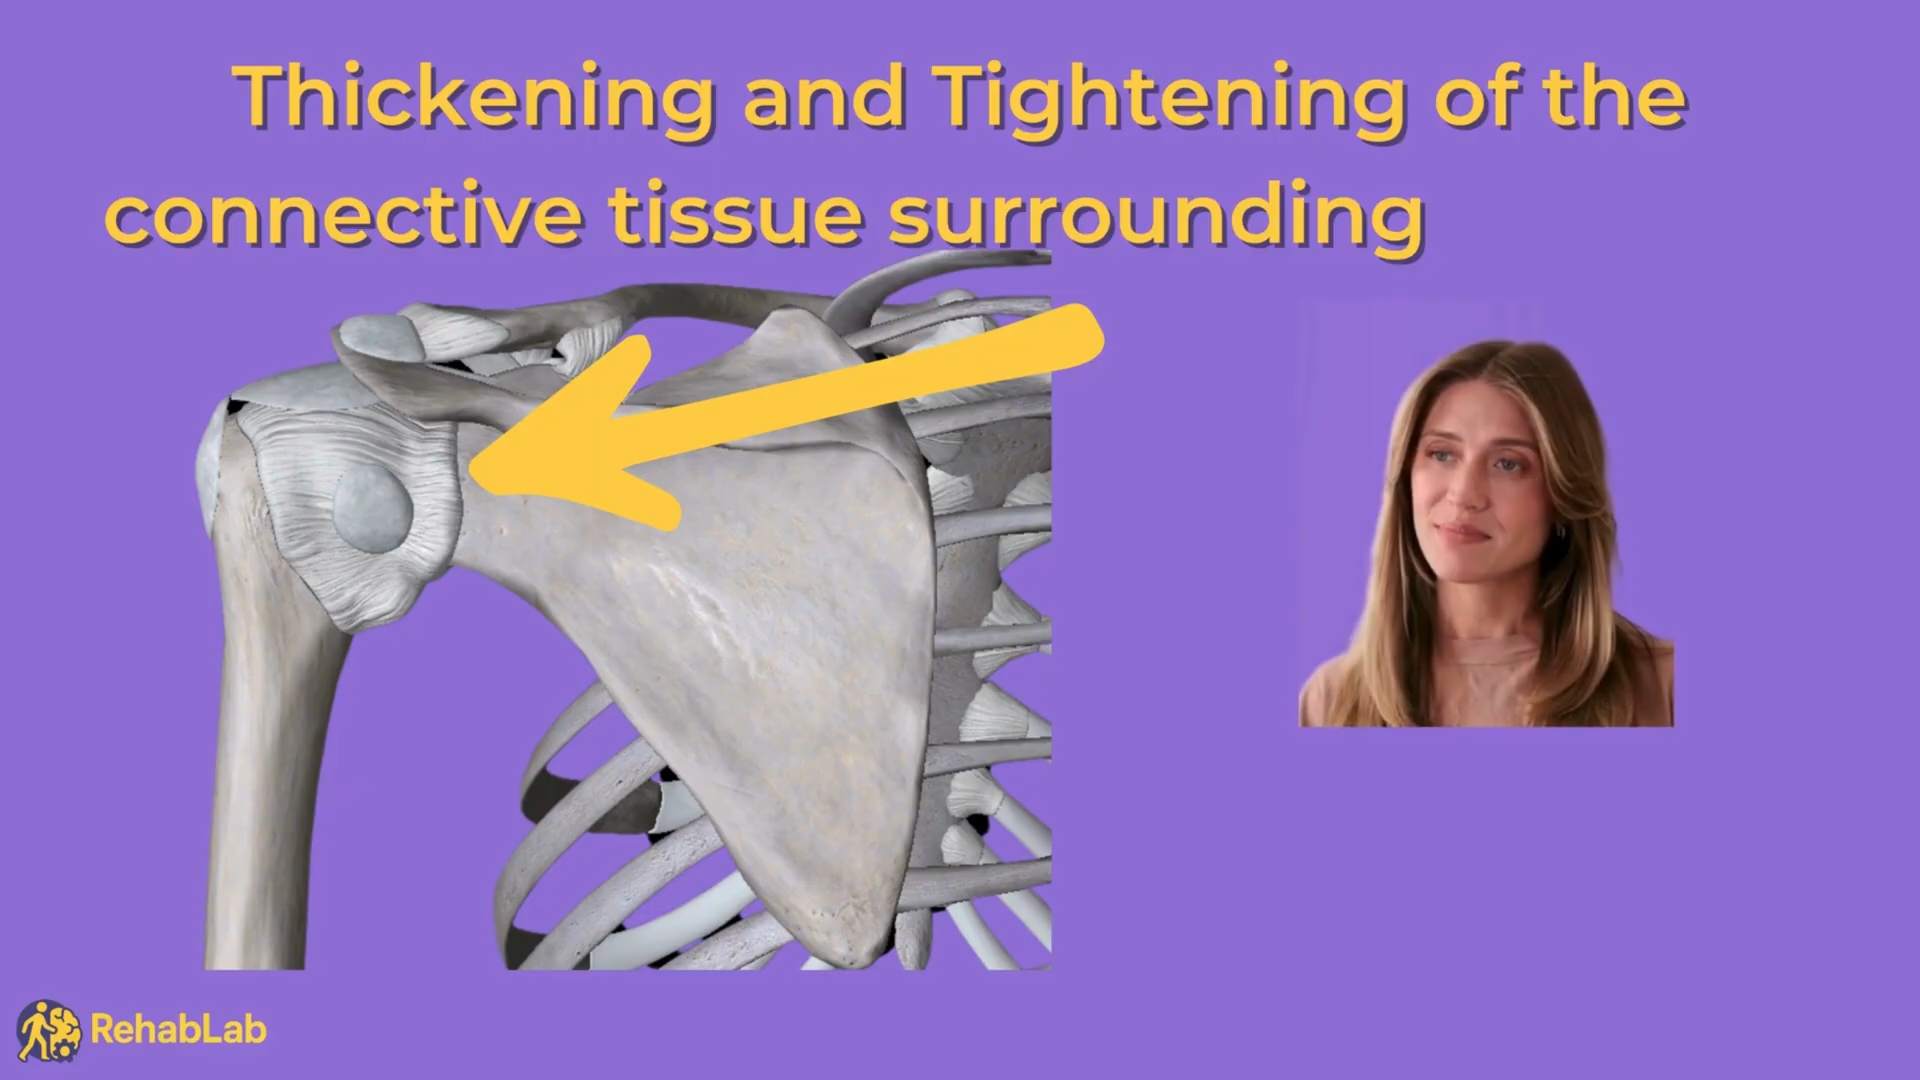 Thickening and Tightening of the
connective tissue surrounding
RehabLab